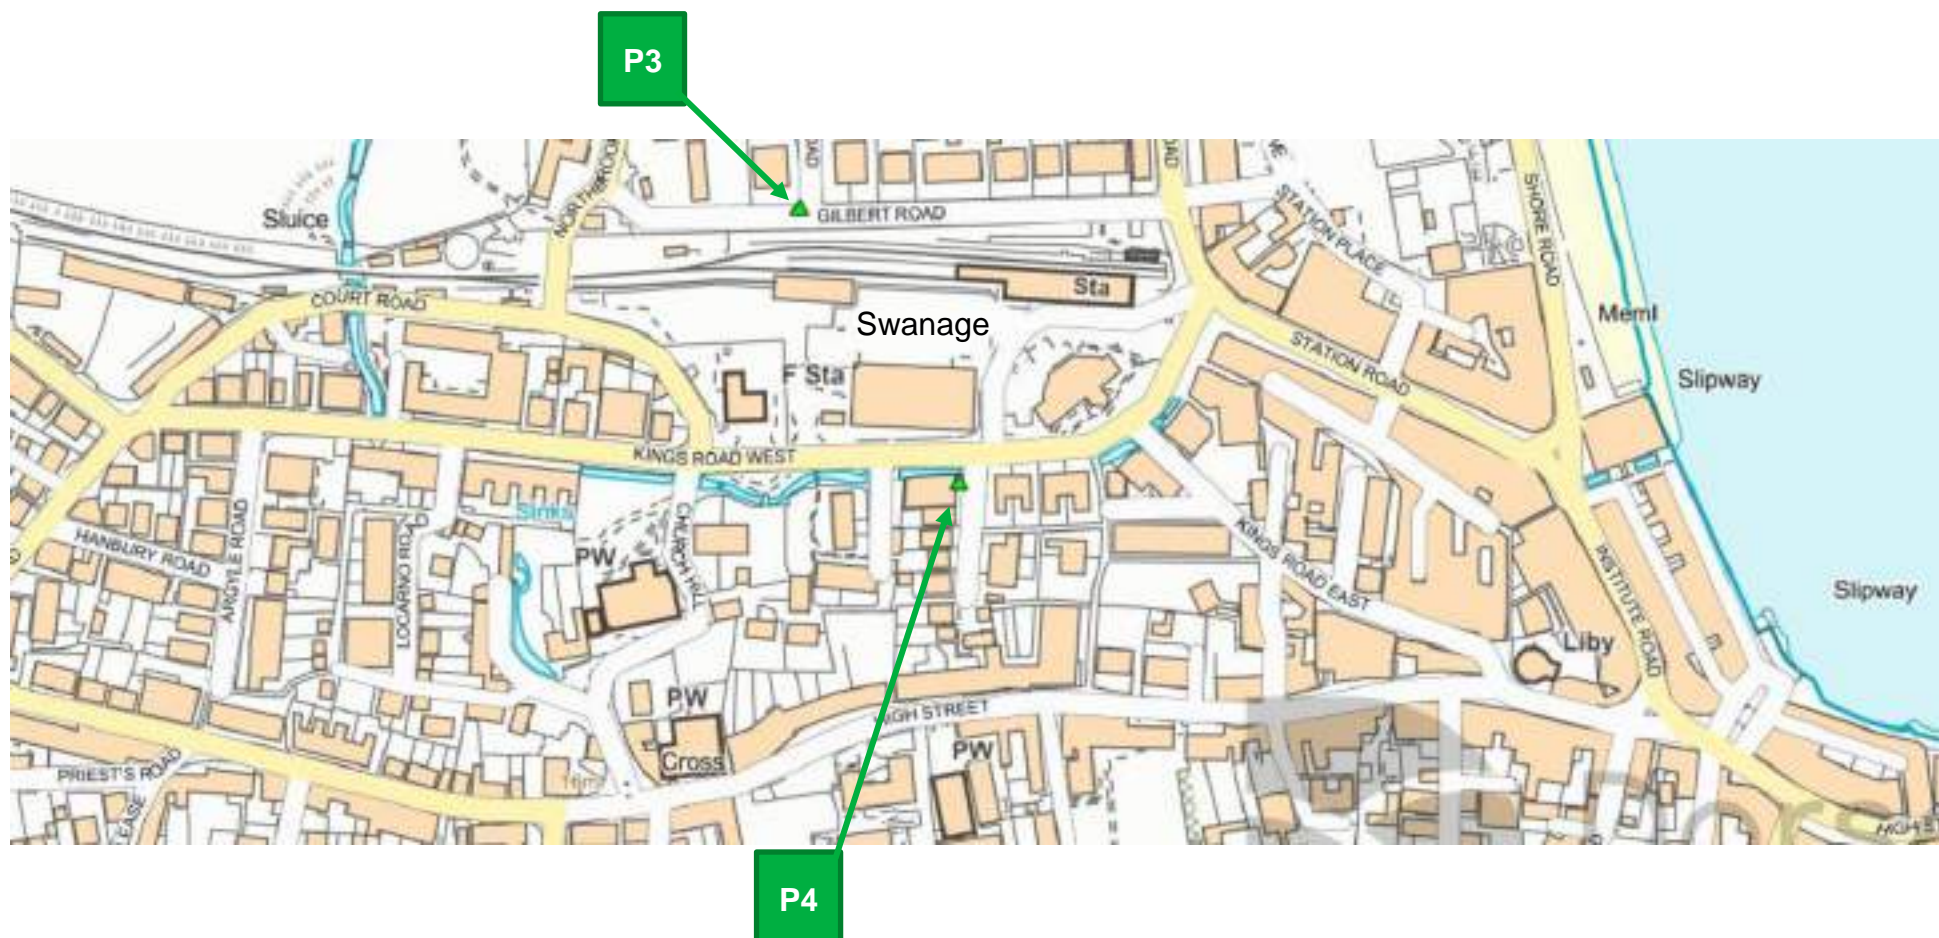 P3
Sluice
GILBERT ROAD
STATION PLACE
SHORE ROAD
COURT ROAD
Sta
Meml
Swanage
STATION ROAD
F Sta
Slipway
KINGS ROAD WEST
Sinks
CHURCH HILL
HANBURY ROAD
ARGYLE ROAD
PW
KINGS ROAD EAST
INSTITUTE ROAD
Slipway
Liby
PW
HIGH STREET
PW
Cross
PRIEST'S ROAD
P4